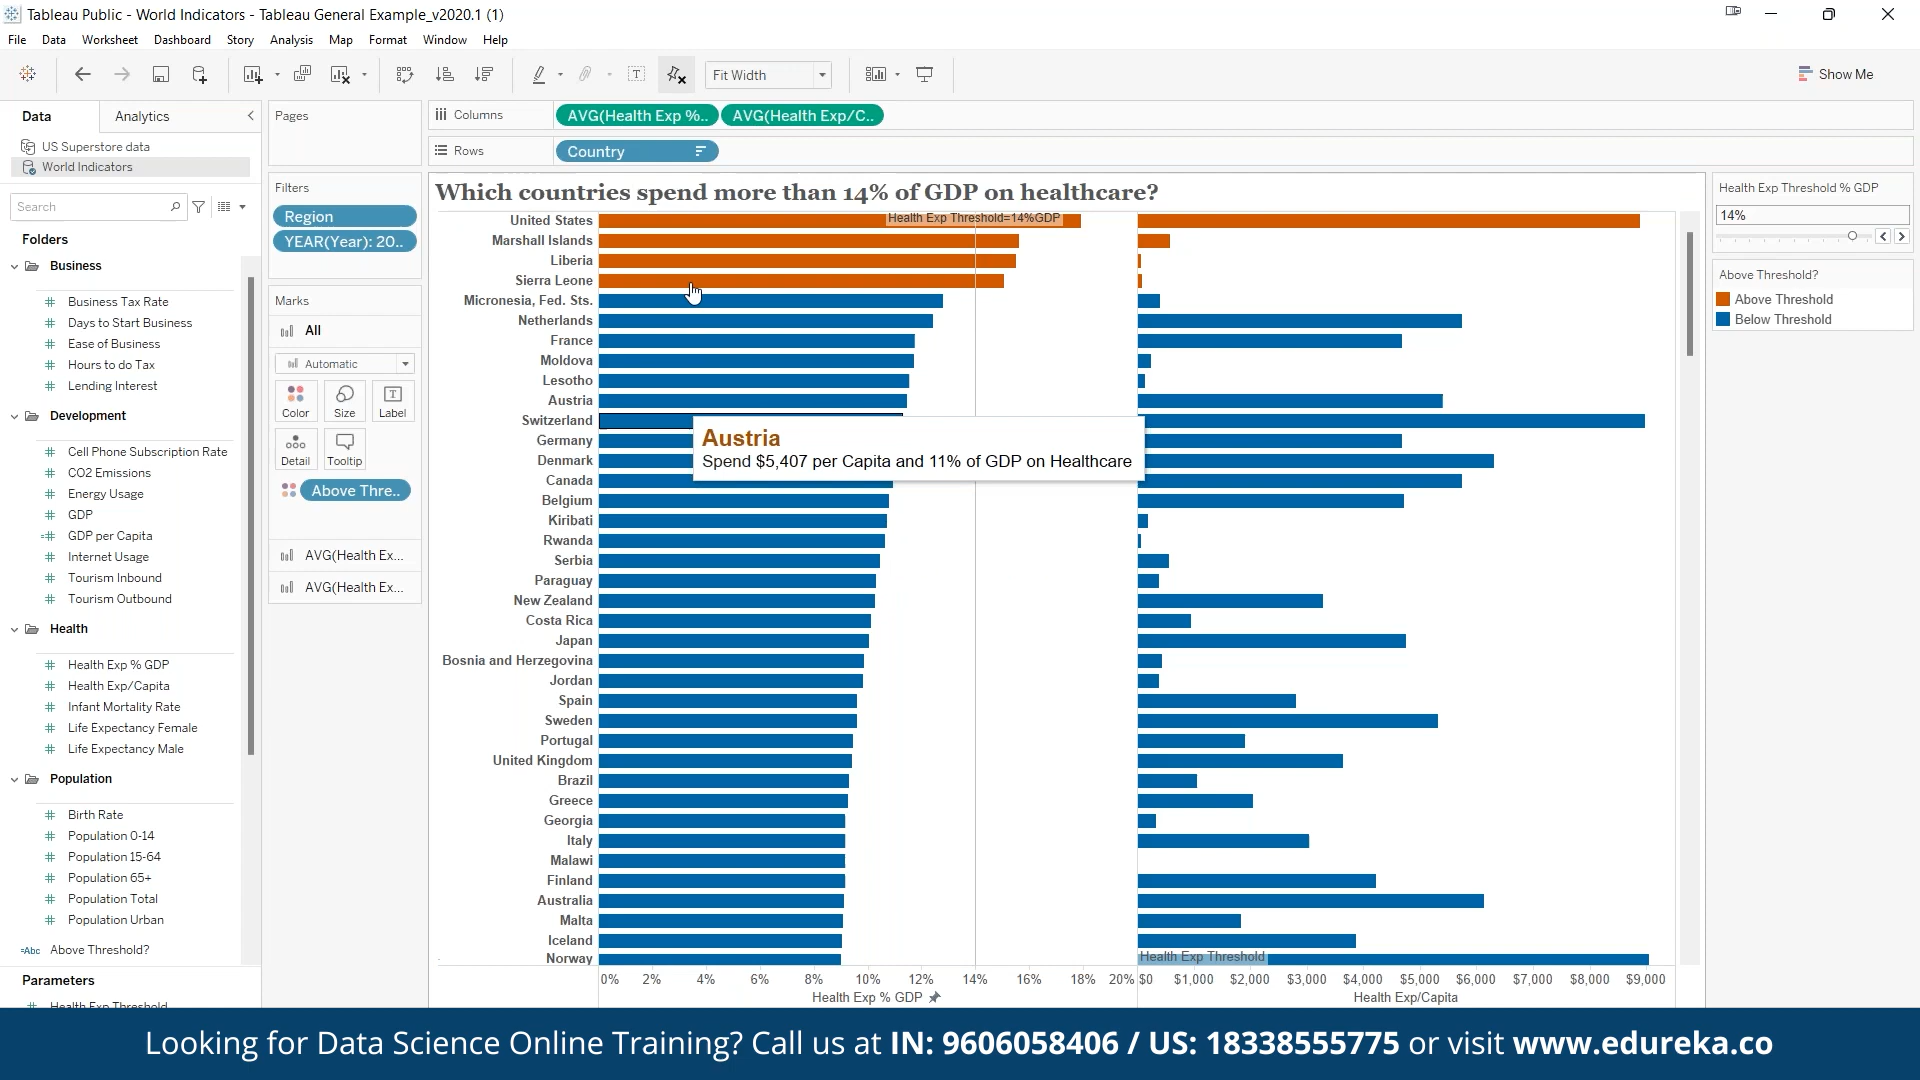 Tableau Public - World Indicators - Tableau General Example_v2020.1 (1)
File Data Worksheet Dashboard Story Analysis Map Format Window Help
Fit Width
Show Me
Data Analytics
US Superstore data
World Indicators
Search
Folders
Business
Business Tax Rate
Days to Start Business
Ease of Business
Hours to do Tax
Lending Interest
Development
Cell Phone Subscription Rate
CO2 Emissions
Energy Usage
GDP
GDP per Capita
Internet Usage
Tourism Inbound
Tourism Outbound
Health
Health Exp % GDP
Health Exp/Capita
Infant Mortality Rate
Life Expectancy Female
Life Expectancy Male
Population
Birth Rate
Population 0-14
Population 15-64
Population 65+
Population Total
Population Urban
Abc Above Threshold?
Parameters
Health Exp Threshold
Pages
Filters
Region
YEAR(Year): 20..
Marks
All
Automatic
Color Size Label
Detail Tooltip
Above Thre..
AVG(Health Ex...
AVG(Health Ex...
Columns AVG(Health Exp %.. AVG(Health Exp/C..
Rows Country
Which countries spend more than 14% of GDP on healthcare?
Health Exp Threshold=14%GDP
United States
Marshall Islands
Liberia
Sierra Leone
Micronesia, Fed. Sts.
Netherlands
France
Moldova
Lesotho
Austria
Switzerland
Germany
Denmark
Canada
Belgium
Kiribati
Rwanda
Serbia
Paraguay
New Zealand
Costa Rica
Japan
Bosnia and Herzegovina
Jordan
Spain
Sweden
Portugal
United Kingdom
Brazil
Greece
Georgia
Italy
Malawi
Finland
Australia
Malta
Iceland
Norway
Austria
Spend $5,407 per Capita and 11% of GDP on Healthcare
Health Exp Threshold
0% 2% 4% 6% 8% 10% 12% 14% 16% 18% 20%
Health Exp % GDP
$0 $1,000 $2,000 $3,000 $4,000 $5,000 $6,000 $7,000 $8,000 $9,000
Health Exp/Capita
Health Exp Threshold % GDP
14%
Above Threshold?
Above Threshold
Below Threshold
Looking for Data Science Online Training? Call us at IN: 9606058406 / US: 18338555775 or visit www.edureka.co